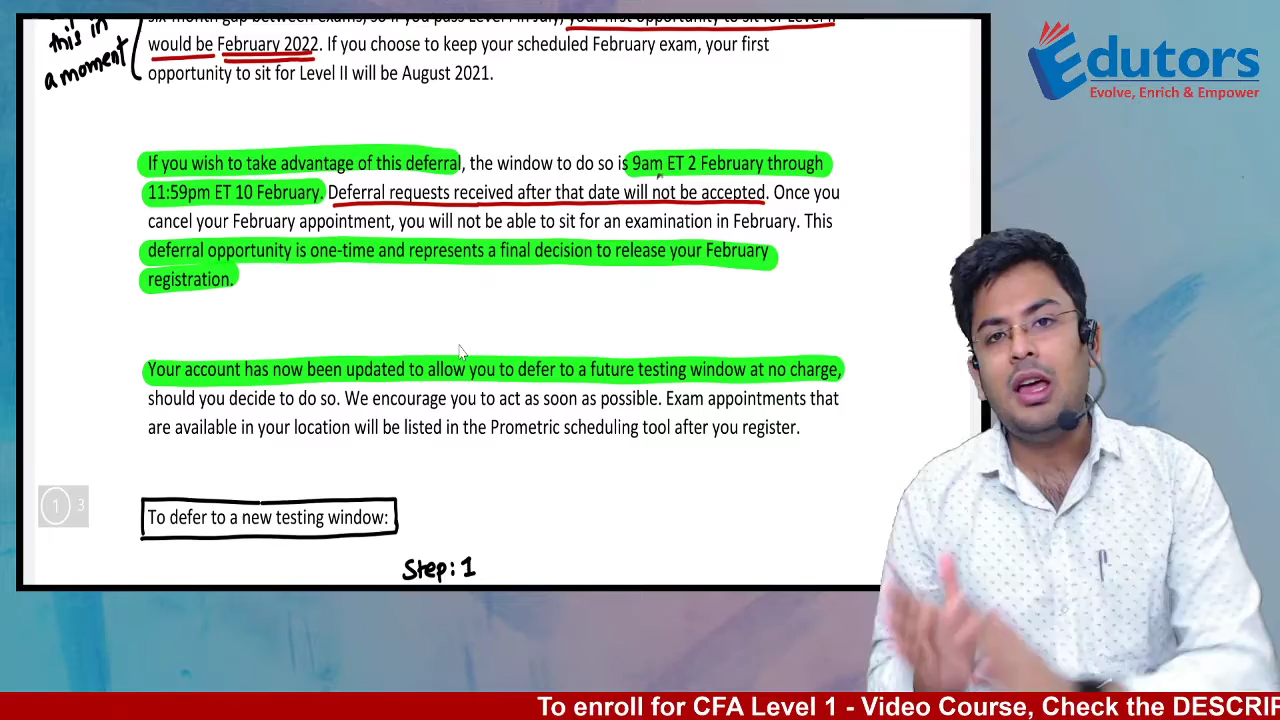 this in
a moment
six-month gap between exams, so if you pass Level I in July, your first opportunity to sit for Level II
would be February 2022. If you choose to keep your scheduled February exam, your first
opportunity to sit for Level II will be August 2021.
If you wish to take advantage of this deferral, the window to do so is 9am ET 2 February through
11:59pm ET 10 February. Deferral requests received after that date will not be accepted. Once you
cancel your February appointment, you will not be able to sit for an examination in February. This
deferral opportunity is one-time and represents a final decision to release your February
registration.
Your account has now been updated to allow you to defer to a future testing window at no charge,
should you decide to do so. We encourage you to act as soon as possible. Exam appointments that
are available in your location will be listed in the Prometric scheduling tool after you register.
1 3
To defer to a new testing window:
Step: 1
Edutors
Evolve, Enrich & Empower
To enroll for CFA Level 1 - Video Course, Check the DESCRI